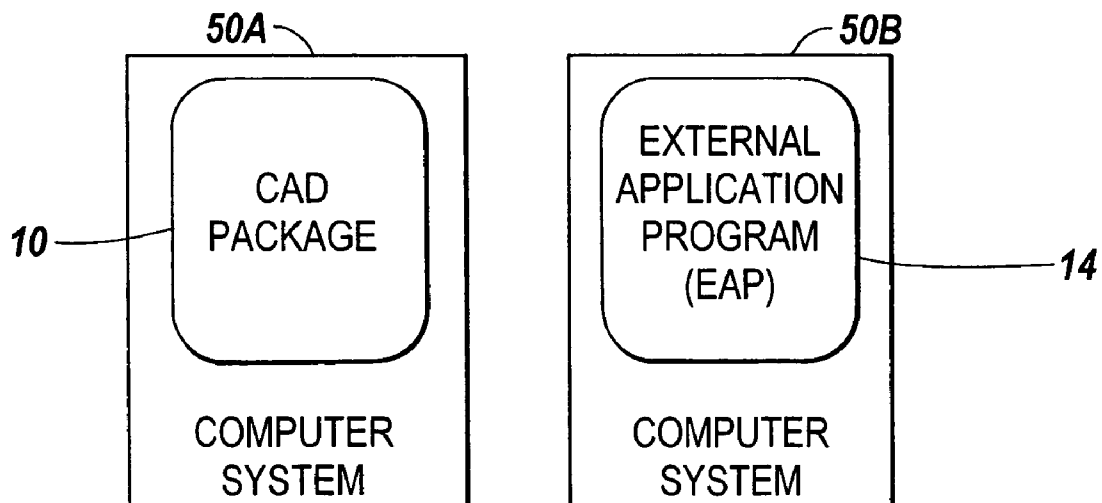 50A
50B
CAD
PACKAGE
10
COMPUTER
SYSTEM
EXTERNAL
APPLICATION
PROGRAM
(EAP)
14
COMPUTER
SYSTEM